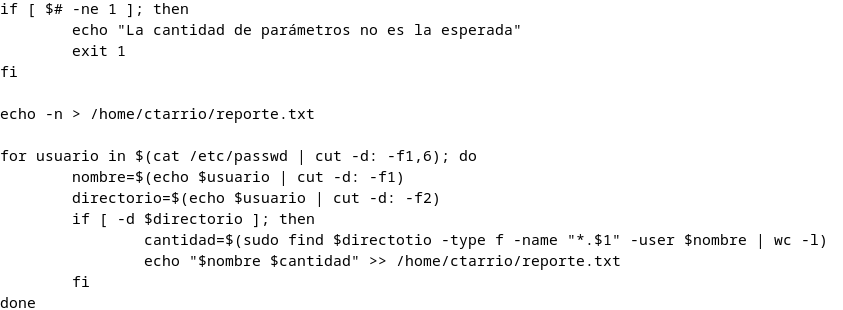 if [ $# -ne 1 ]; then
        echo "La cantidad de parámetros no es la esperada"
        exit 1
fi

echo -n > /home/ctarrio/reporte.txt

for usuario in $(cat /etc/passwd | cut -d: -f1,6); do
        nombre=$(echo $usuario | cut -d: -f1)
        directorio=$(echo $usuario | cut -d: -f2)
        if [ -d $directorio ]; then
                cantidad=$(sudo find $directotio -type f -name "*.$1" -user $nombre | wc -l)
                echo "$nombre $cantidad" >> /home/ctarrio/reporte.txt
        fi
done